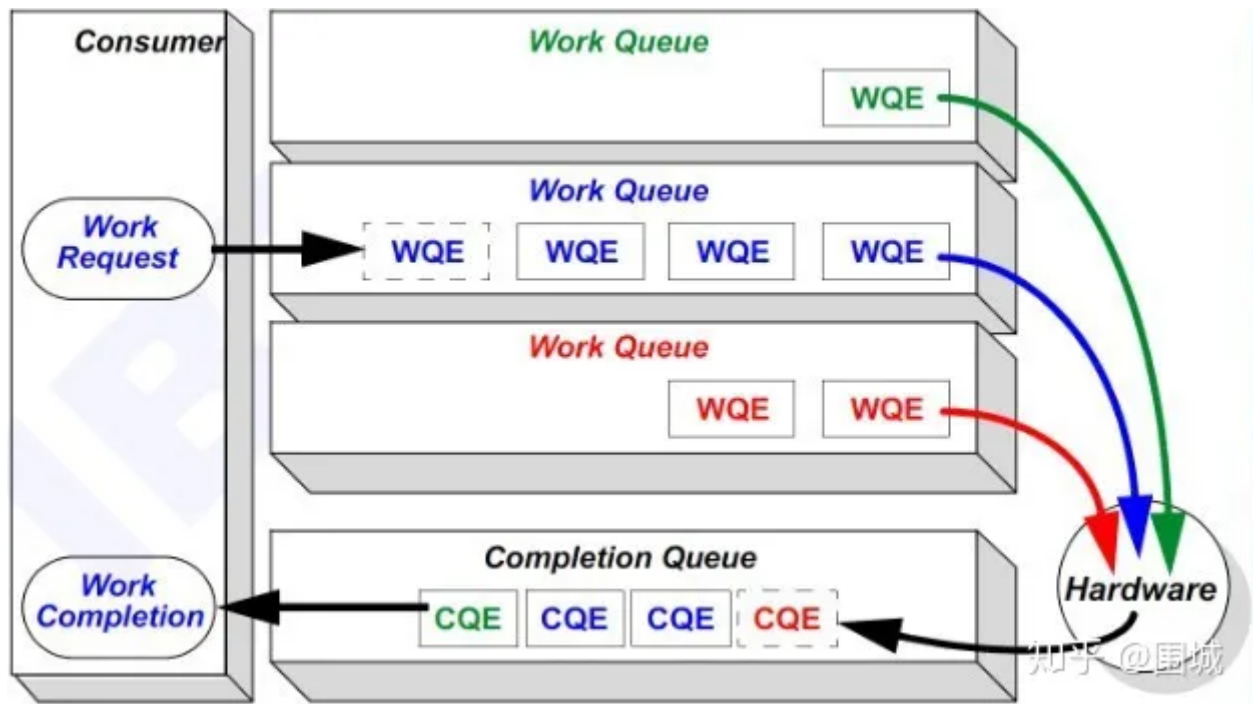 Consumer
Work Queue
WQE
Work Queue
Work
Request
WQE WQE WQE WQE
Work Queue
WQE WQE
Completion Queue
Work
Completion
CQE CQE CQE CQE
Hardware
知乎 @围城